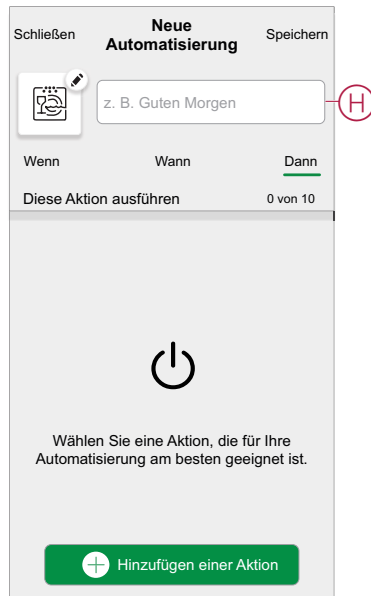 Schließen
Neue
Automatisierung
Speichern
z. B. Guten Morgen
H
Wenn
Wann
Dann
Diese Aktion ausführen
0 von 10
Wählen Sie eine Aktion, die für Ihre
Automatisierung am besten geeignet ist.
Hinzufügen einer Aktion